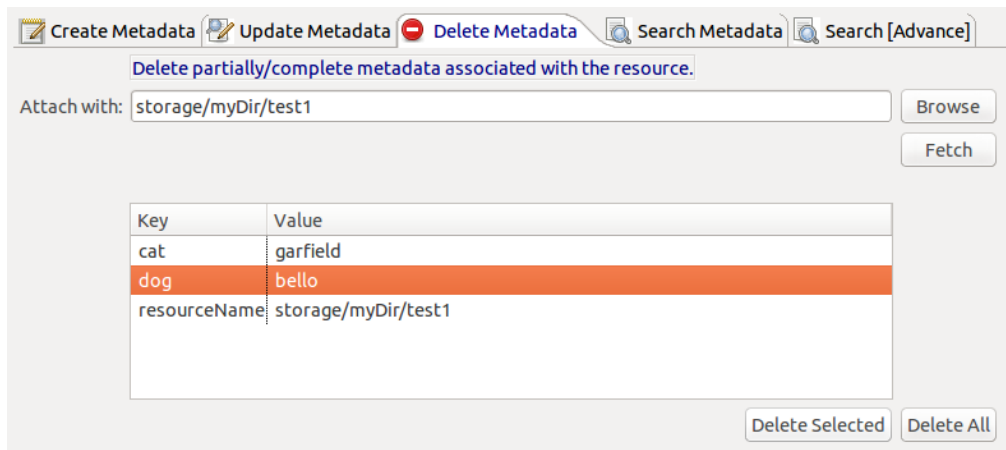 Create Metadata Update Metadata Delete Metadata Search Metadata Search [Advance]
Delete partially/complete metadata associated with the resource.
Attach with: storage/myDir/test1 Browse
Fetch
Key Value
cat garfield
dog bello
resourceName storage/myDir/test1
Delete Selected Delete All